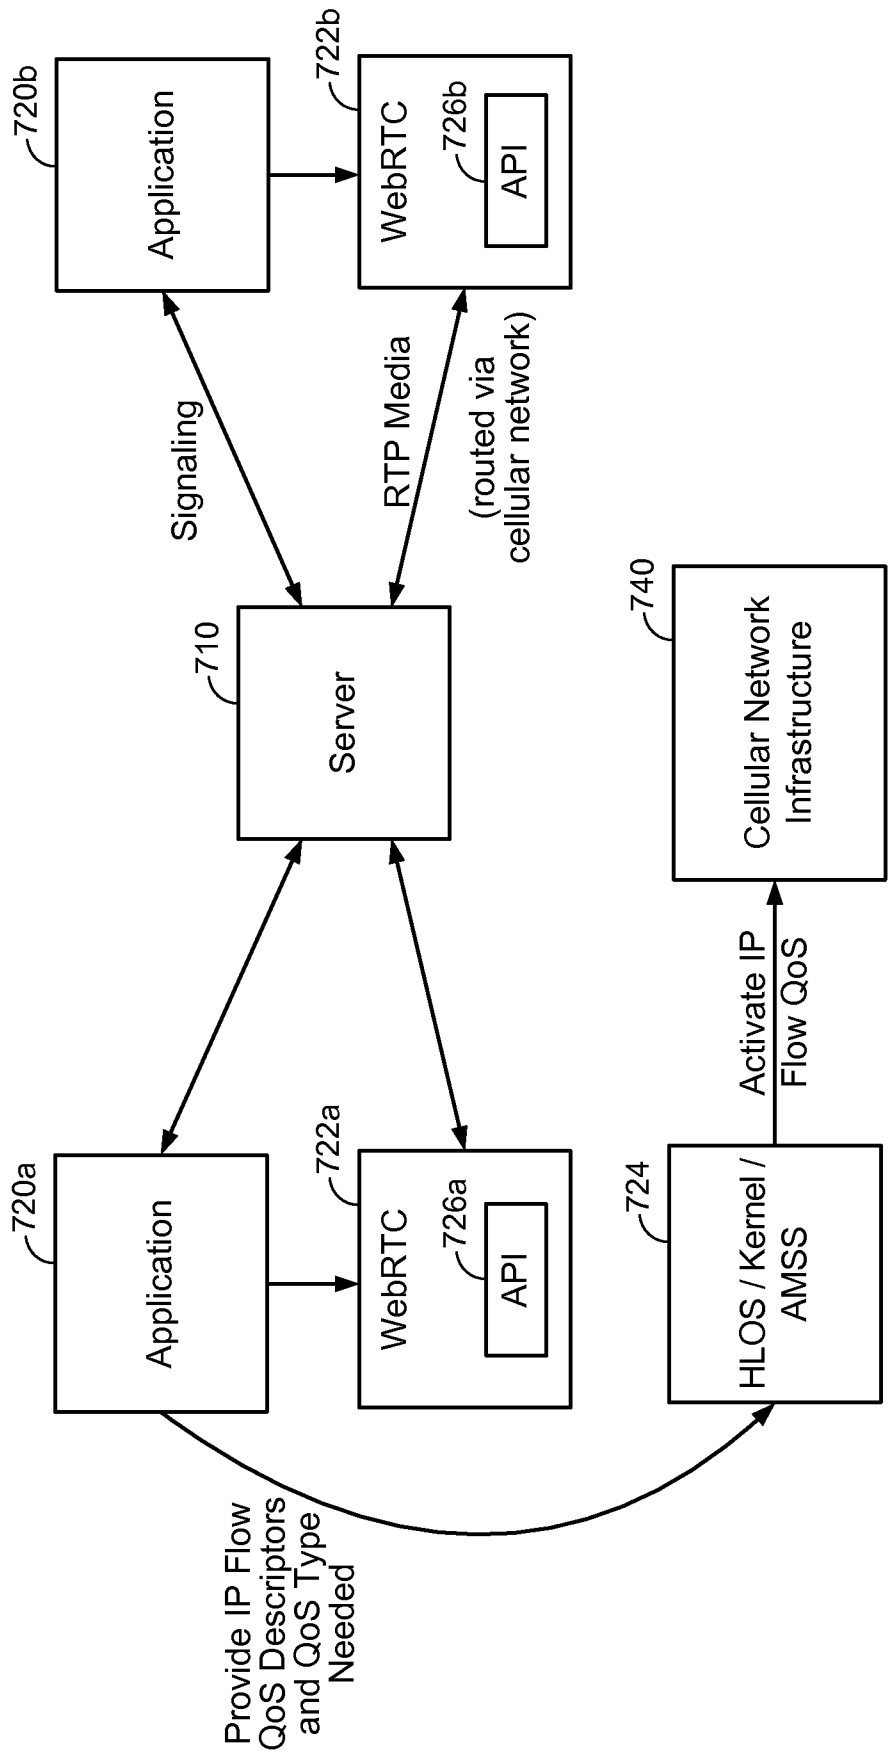 720a
Application
722a
WebRTC
726a
API
Provide IP Flow
QoS Descriptors
and QoS Type
Needed
710
Server
Signaling
RTP Media
(routed via
cellular network)
720b
Application
722b
WebRTC
726b
API
724
HLOS / Kernel /
AMSS
Activate IP
Flow QoS
740
Cellular Network
Infrastructure